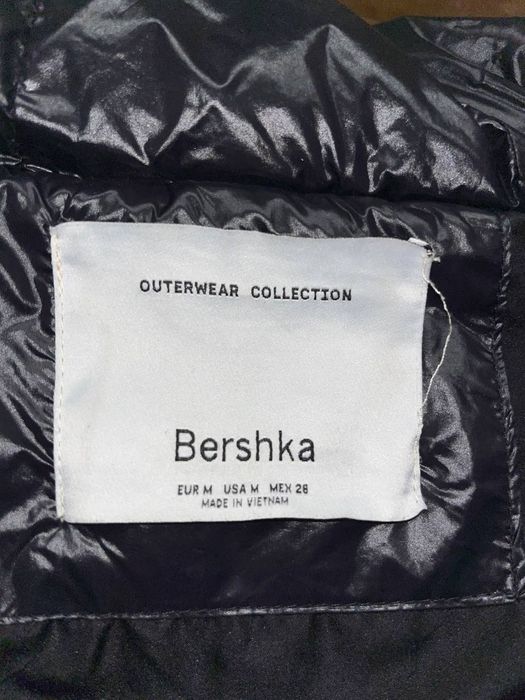 OUTERWEAR COLLECTION
Bershka
EUR M USA M MEX 28
MADE IN VIETNAM